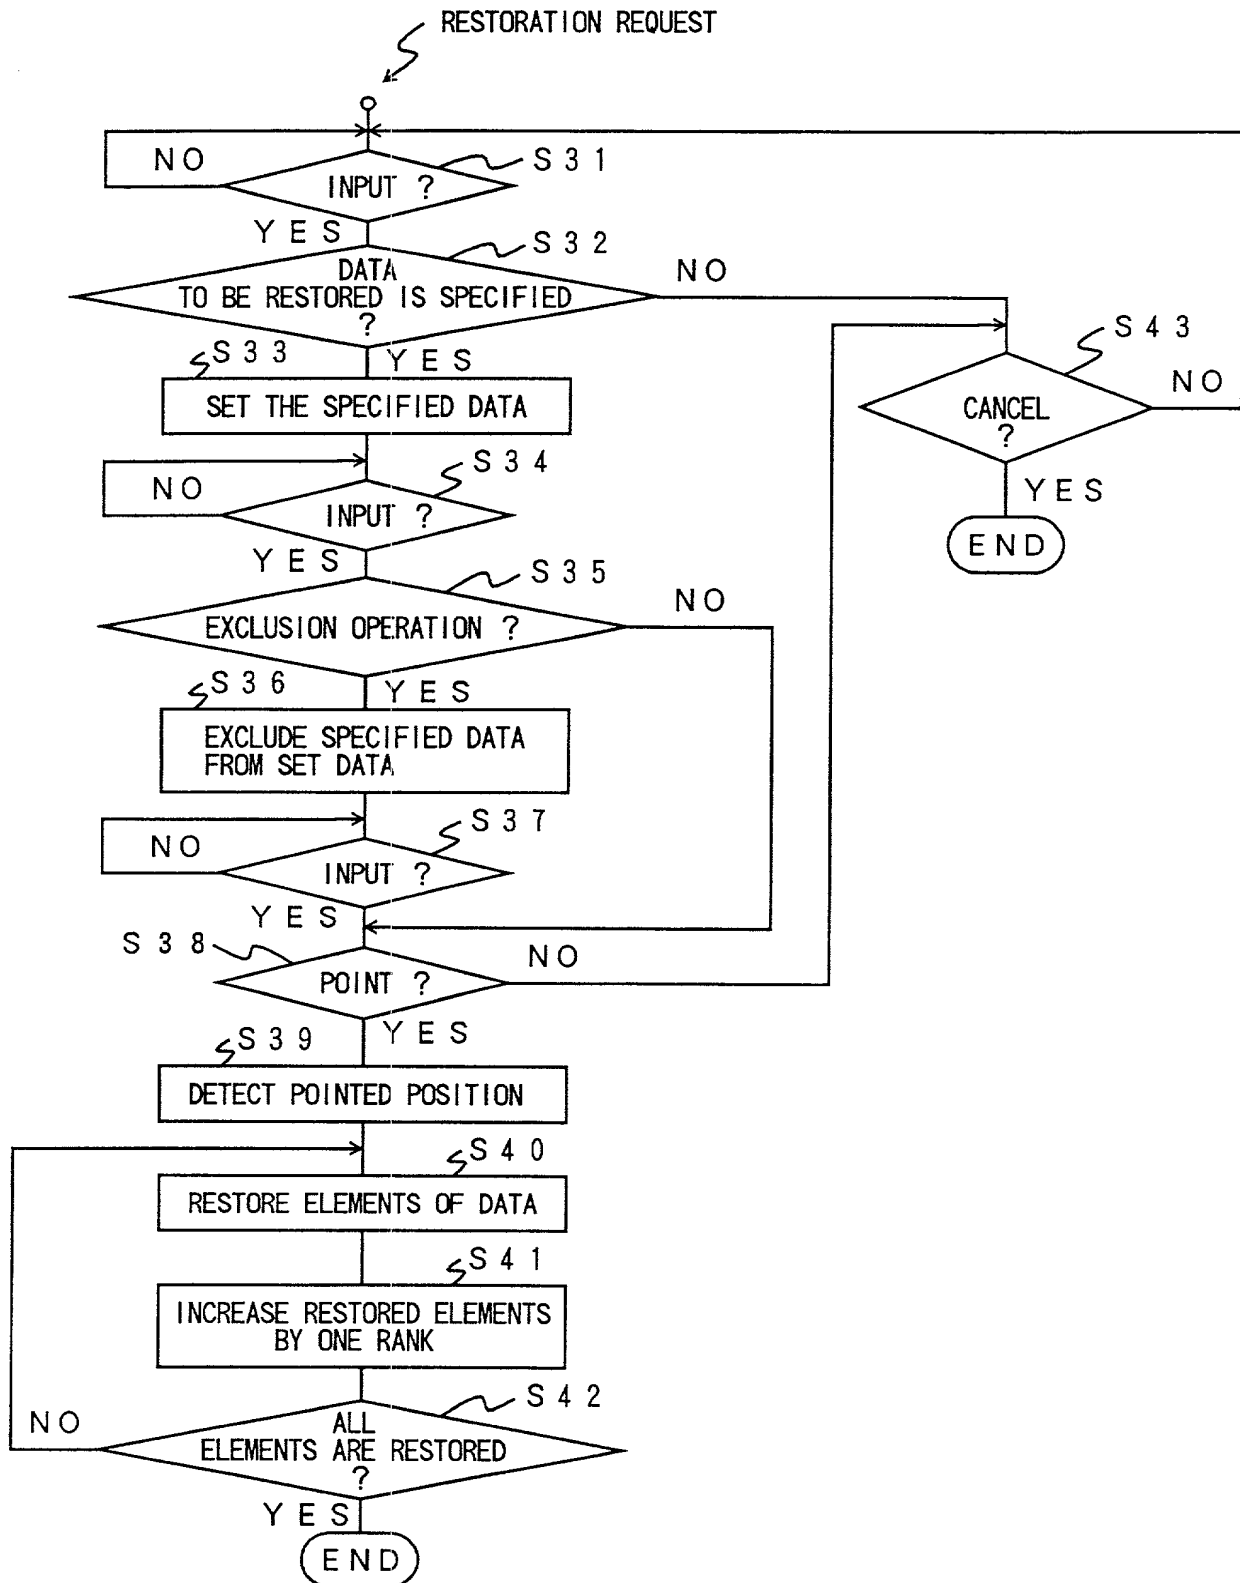 RESTORATION REQUEST
NO
S31
INPUT ?
YES
S32
DATA
TO BE RESTORED IS SPECIFIED
?
NO
S43
S33
YES
SET THE SPECIFIED DATA
CANCEL
?
NO
YES
END
S34
NO
INPUT ?
YES
S35
EXCLUSION OPERATION ?
NO
S36
YES
EXCLUDE SPECIFIED DATA
FROM SET DATA
S37
NO
INPUT ?
YES
S38
POINT ?
NO
YES
S39
DETECT POINTED POSITION
S40
RESTORE ELEMENTS OF DATA
S41
INCREASE RESTORED ELEMENTS
BY ONE RANK
S42
NO
ALL
ELEMENTS ARE RESTORED
?
YES
END